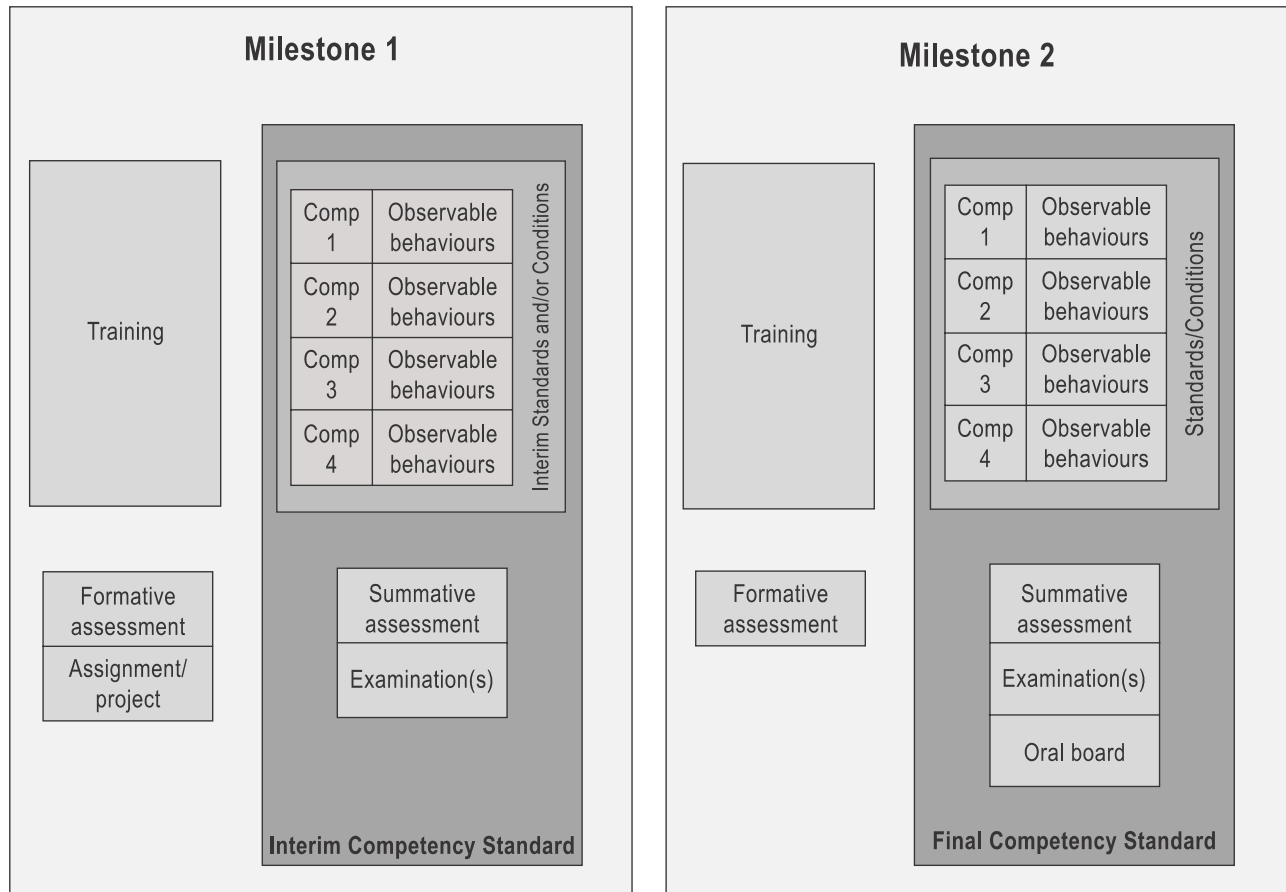 Milestone 1
Training
Comp
1
Observable
behaviours
Comp
2
Observable
behaviours
Comp
3
Observable
behaviours
Comp
4
Observable
behaviours
Interim Standards and/or Conditions
Formative
assessment
Assignment/
project
Summative
assessment
Examination(s)
Interim Competency Standard
Milestone 2
Training
Comp
1
Observable
behaviours
Comp
2
Observable
behaviours
Comp
3
Observable
behaviours
Comp
4
Observable
behaviours
Standards/Conditions
Formative
assessment
Summative
assessment
Examination(s)
Oral board
Final Competency Standard